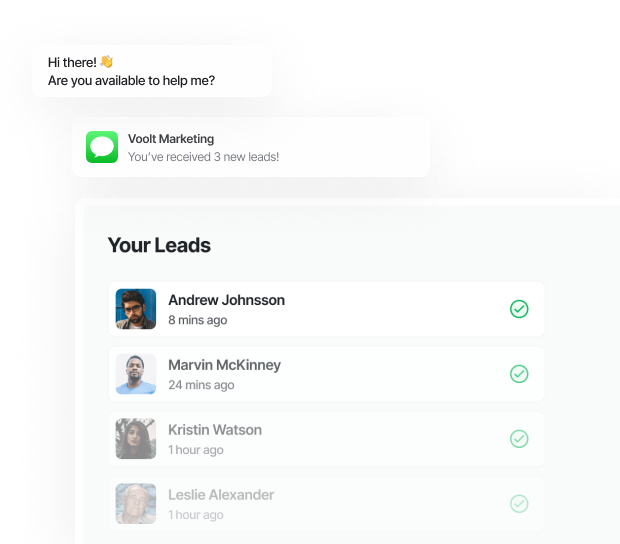 Hi there! 👋
Are you available to help me?
Voolt Marketing
You've received 3 new leads!
Your Leads
Andrew Johnsson
8 mins ago
Marvin McKinney
24 mins ago
Kristin Watson
1 hour ago
Leslie Alexander
1 hour ago